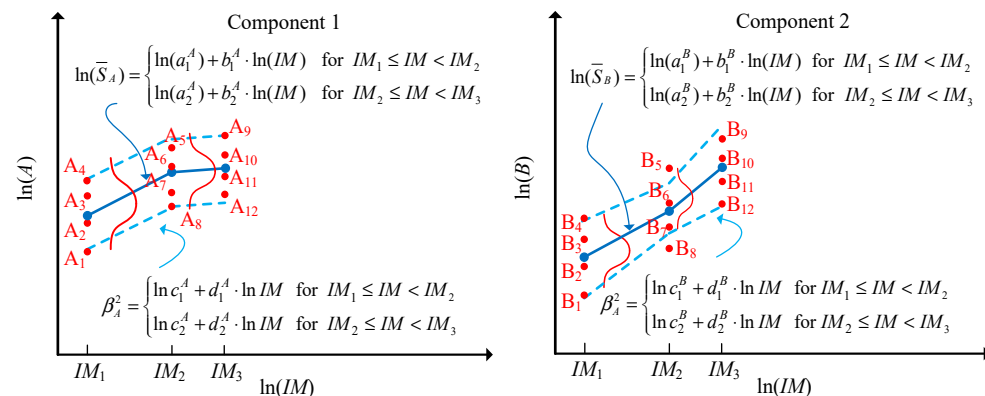 Component 1
ln(S̅_A) = { ln(a_1^A) + b_1^A · ln(IM) for IM_1 ≤ IM < IM_2
ln(a_2^A) + b_2^A · ln(IM) for IM_2 ≤ IM < IM_3
A_1
A_2
A_3
A_4
A_5
A_6
A_7
A_8
A_9
A_10
A_11
A_12
ln(A)
β_A^2 = { ln c_1^A + d_1^A · ln IM for IM_1 ≤ IM < IM_2
ln c_2^A + d_2^A · ln IM for IM_2 ≤ IM < IM_3
IM_1 IM_2 IM_3
ln(IM)
Component 2
ln(S̅_B) = { ln(a_1^B) + b_1^B · ln(IM) for IM_1 ≤ IM < IM_2
ln(a_2^B) + b_2^B · ln(IM) for IM_2 ≤ IM < IM_3
B_1
B_2
B_3
B_4
B_5
B_6
B_7
B_8
B_9
B_10
B_11
B_12
ln(B)
β_A^2 = { ln c_1^B + d_1^B · ln IM for IM_1 ≤ IM < IM_2
ln c_2^B + d_2^B · ln IM for IM_2 ≤ IM < IM_3
IM_1 IM_2 IM_3
ln(IM)